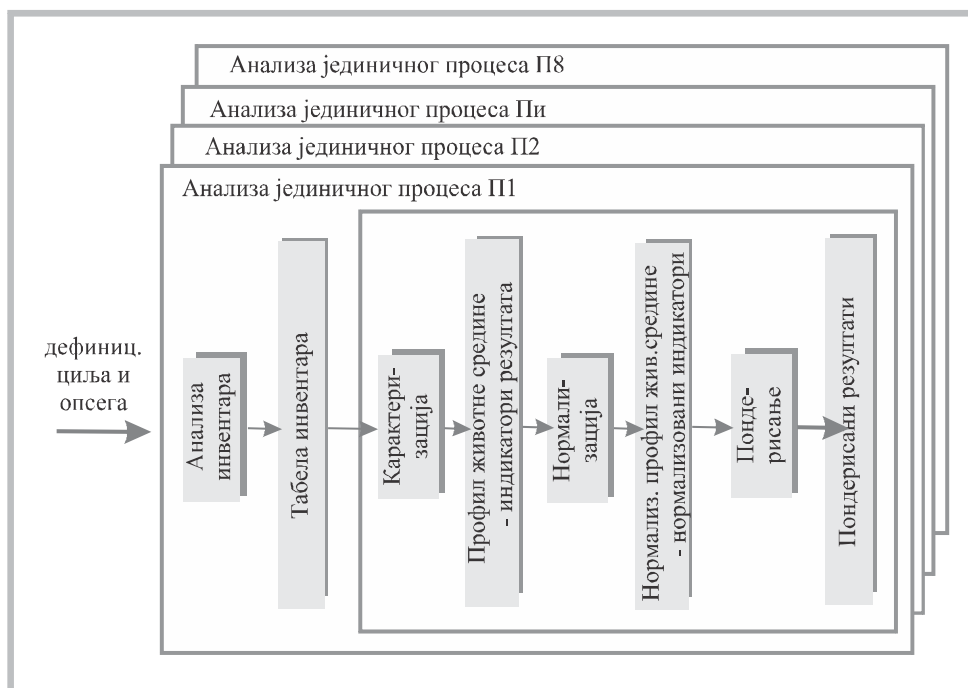 Анализа јединичног процеса П8
Анализа јединичног процеса Пи
Анализа јединичног процеса П2
Анализа јединичног процеса П1
дефиниц.
циља и
опсега
Анализа
инвентара
Табела инвентара
Карактери-
зација
Профил животне средине
- индикатори резултата
Нормали-
зација
Нормализ. профил жив.средине
- нормализовани индикатори
Понде-
рисање
Пондерисани резултати